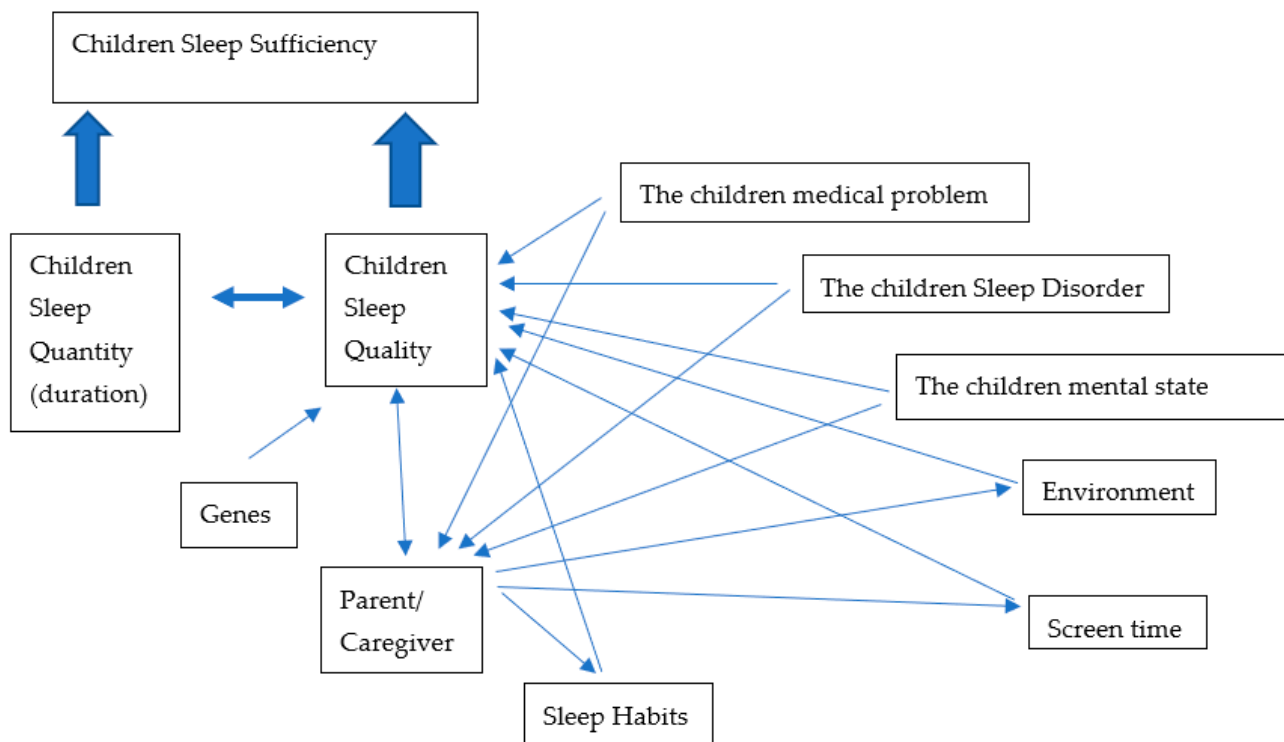 Children Sleep Sufficiency
The children medical problem
Children
Sleep
Quantity
(duration)
Children
Sleep
Quality
The children Sleep Disorder
The children mental state
Environment
Genes
Parent/
Caregiver
Screen time
Sleep Habits